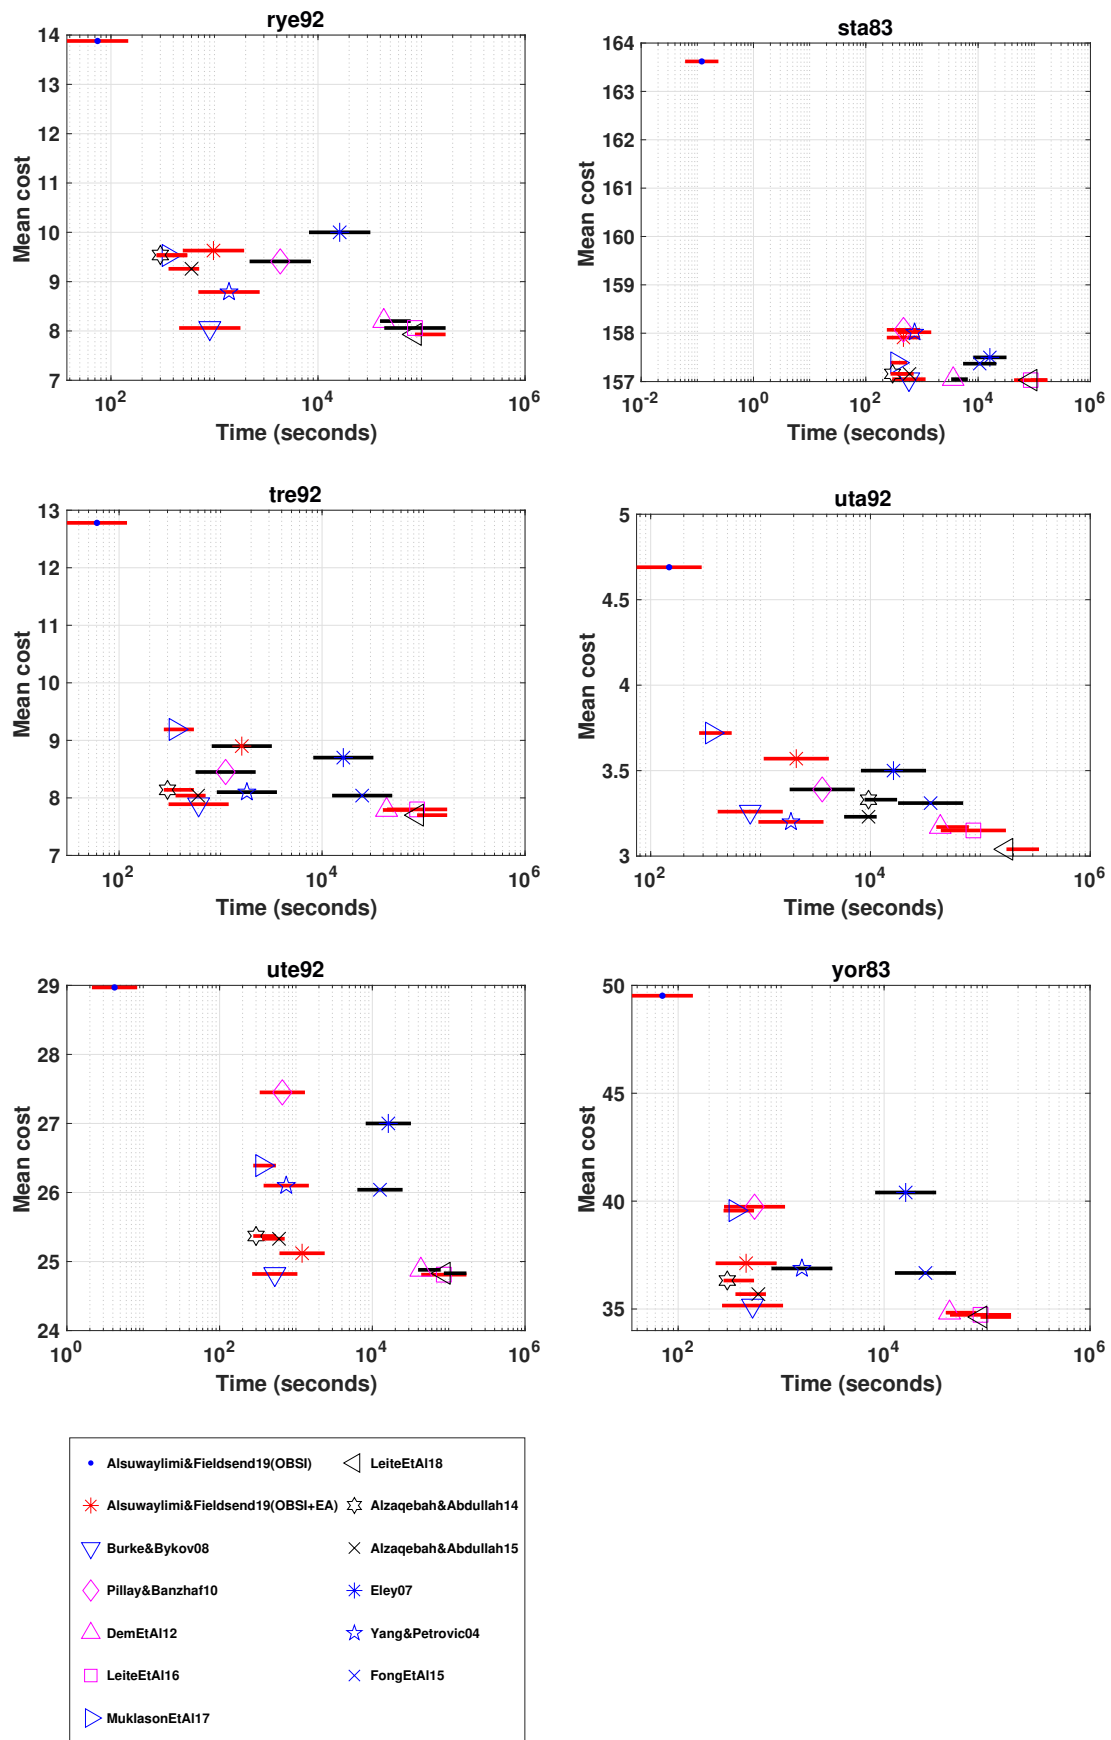 rye92
14
13
12
11
10
9
8
7
Mean cost
10^2
10^4
10^6
Time (seconds)
sta83
164
163
162
161
160
159
158
157
Mean cost
10^-2
10^0
10^2
10^4
10^6
Time (seconds)
tre92
13
12
11
10
9
8
7
Mean cost
10^2
10^4
10^6
Time (seconds)
uta92
5
4.5
4
3.5
3
Mean cost
10^2
10^4
10^6
Time (seconds)
ute92
29
28
27
26
25
24
Mean cost
10^0
10^2
10^4
10^6
Time (seconds)
yor83
50
45
40
35
Mean cost
10^2
10^4
10^6
Time (seconds)
Alsuwaylimi&Fieldsend19(OBSI)
Alsuwaylimi&Fieldsend19(OBSI+EA)
Burke&Bykov08
Pillay&Banzhaf10
DemEtAl12
LeiteEtAl16
MuklasonEtAl17
LeiteEtAl18
Alzaqebah&Abdullah14
Alzaqebah&Abdullah15
Eley07
Yang&Petrovic04
FongEtAl15